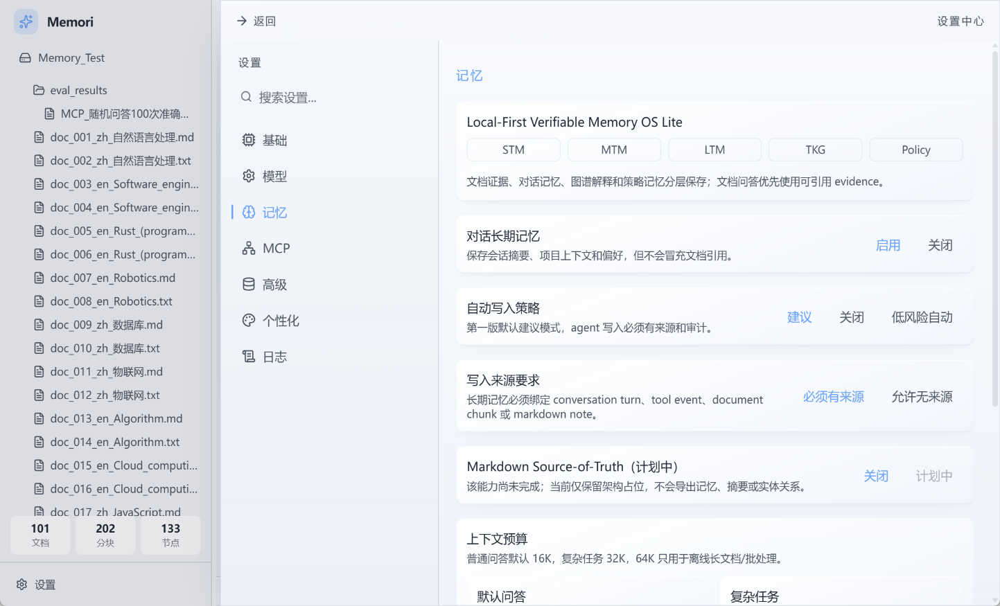 Memori
Memory_Test
eval_results
MCP_随机问答100次准确...
doc_001_zh_自然语言处理.md
doc_002_zh_自然语言处理.txt
doc_003_en_Software_engin...
doc_004_en_Software_engin...
doc_005_en_Rust_(program...
doc_006_en_Rust_(program...
doc_007_en_Robotics.md
doc_008_en_Robotics.txt
doc_009_zh_数据库.md
doc_010_zh_数据库.txt
doc_011_zh_物联网.md
doc_012_zh_物联网.txt
doc_013_en_Algorithm.md
doc_014_en_Algorithm.txt
doc_015_en_Cloud_computi...
doc_016_en_Cloud_computi...
doc_017_zh_JavaScript.md
101
文档
202
分块
133
节点
设置
返回
设置中心
设置
搜索设置...
基础
模型
记忆
MCP
高级
个性化
日志
记忆
Local-First Verifiable Memory OS Lite
STM
MTM
LTM
TKG
Policy
文档证据、对话记忆、图谱解释和策略记忆分层保存；文档问答优先使用可引用 evidence。
对话长期记忆
保存会话摘要、项目上下文和偏好，但不会冒充文档引用。
启用
关闭
自动写入策略
第一版默认建议模式，agent 写入必须有来源和审计。
建议
关闭
低风险自动
写入来源要求
长期记忆必须绑定 conversation turn、tool event、document
chunk 或 markdown note。
必须有来源
允许无来源
Markdown Source-of-Truth（计划中）
该能力尚未完成；当前仅保留架构占位，不会导出记忆、摘要或实体关系。
关闭
计划中
上下文预算
普通问答默认 16K，复杂任务 32K，64K 只用于离线长文档/批处理。
默认问答
复杂任务